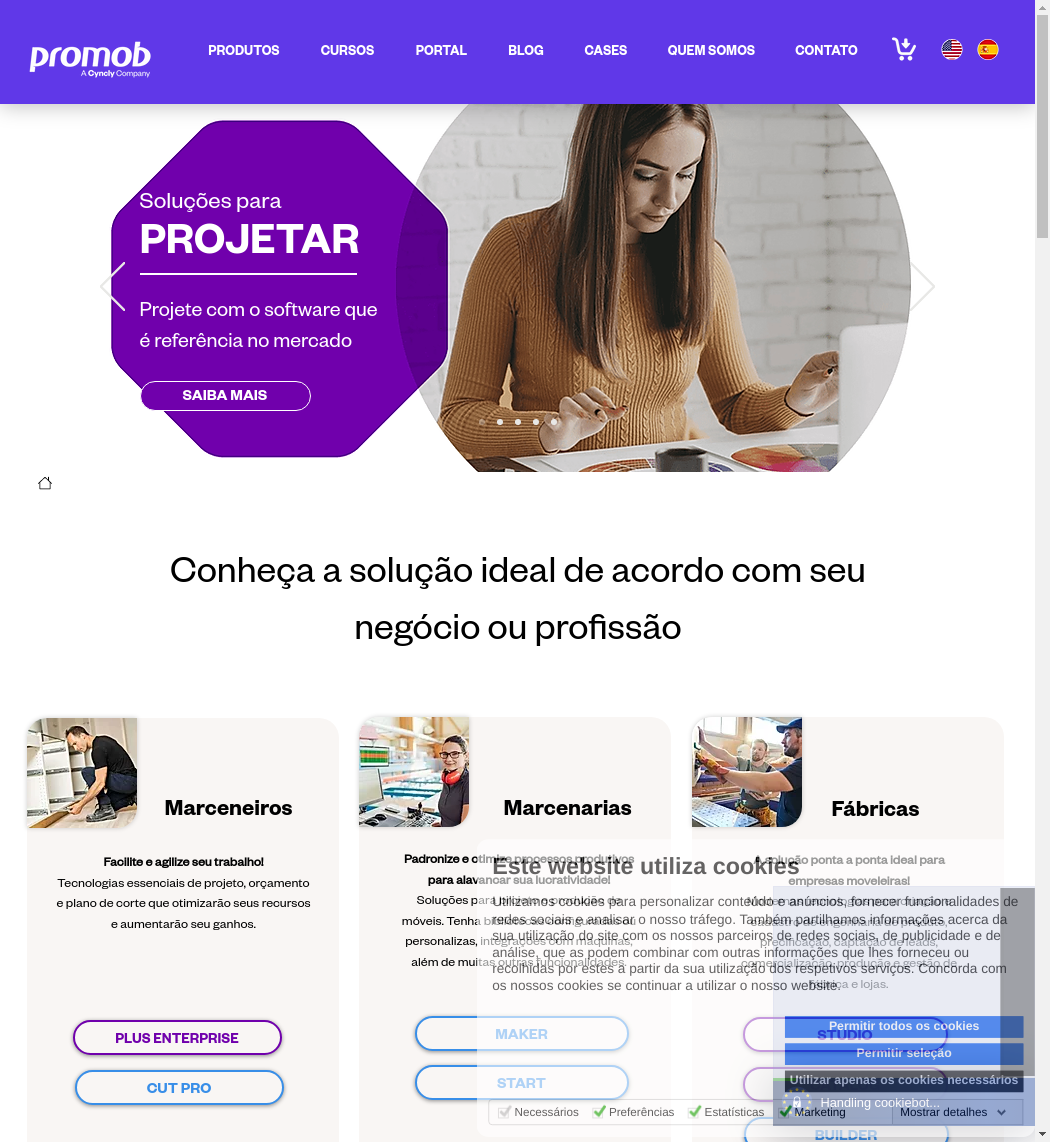 promob
A Cyncly Company
PRODUTOS
CURSOS
PORTAL
BLOG
CASES
QUEM SOMOS
CONTATO
Soluções para
PROJETAR
Projete com o software que
é referência no mercado
SAIBA MAIS
Conheça a solução ideal de acordo com seu
negócio ou profissão
Marceneiros
Facilite e agilize seu trabalho!
Tecnologias essenciais de projeto, orçamento
e plano de corte que otimizarão seus recursos
e aumentarão seu ganhos.
PLUS ENTERPRISE
CUT PRO
Marcenarias
Padronize e otimize processos produtivos
para alavancar sua lucratividade!
Soluções para projeto e produção de
móveis. Tenha bibliotecas configuradas ou
personalizas, integrações com máquinas,
além de muitas outras funcionalidades.
MAKER
START
Fábricas
A solução ponta a ponta ideal para
empresas moveleiras!
precificação, captação de leads,
comercialização, produção e gestão de
fábrica e lojas.
STUDIO
BUILDER
Este website utiliza cookies
Utilizamos cookies para personalizar conteúdo e anúncios, fornecer funcionalidades de
redes sociais e analisar o nosso tráfego. Também partilhamos informações acerca da
sua utilização do site com os nossos parceiros de redes sociais, de publicidade e de
análise, que as podem combinar com outras informações que lhes forneceu ou
recolhidas por estes a partir da sua utilização dos respetivos serviços. Concorda com
os nossos cookies se continuar a utilizar o nosso website.
Permitir todos os cookies
Permitir seleção
Utilizar apenas os cookies necessários
Handling cookiebot...
Necessários
Preferências
Estatísticas
Marketing
Mostrar detalhes